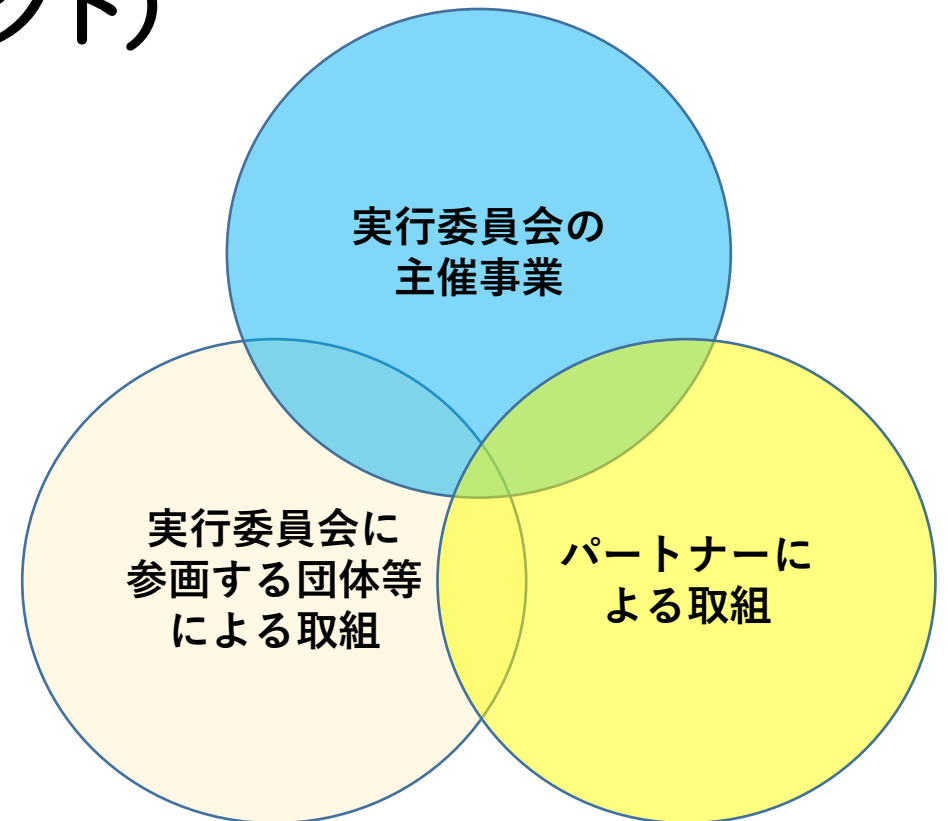 ント)
実行委員会の
主催事業
実行委員会に
参画する団体等
による取組
パートナーに
よる取組